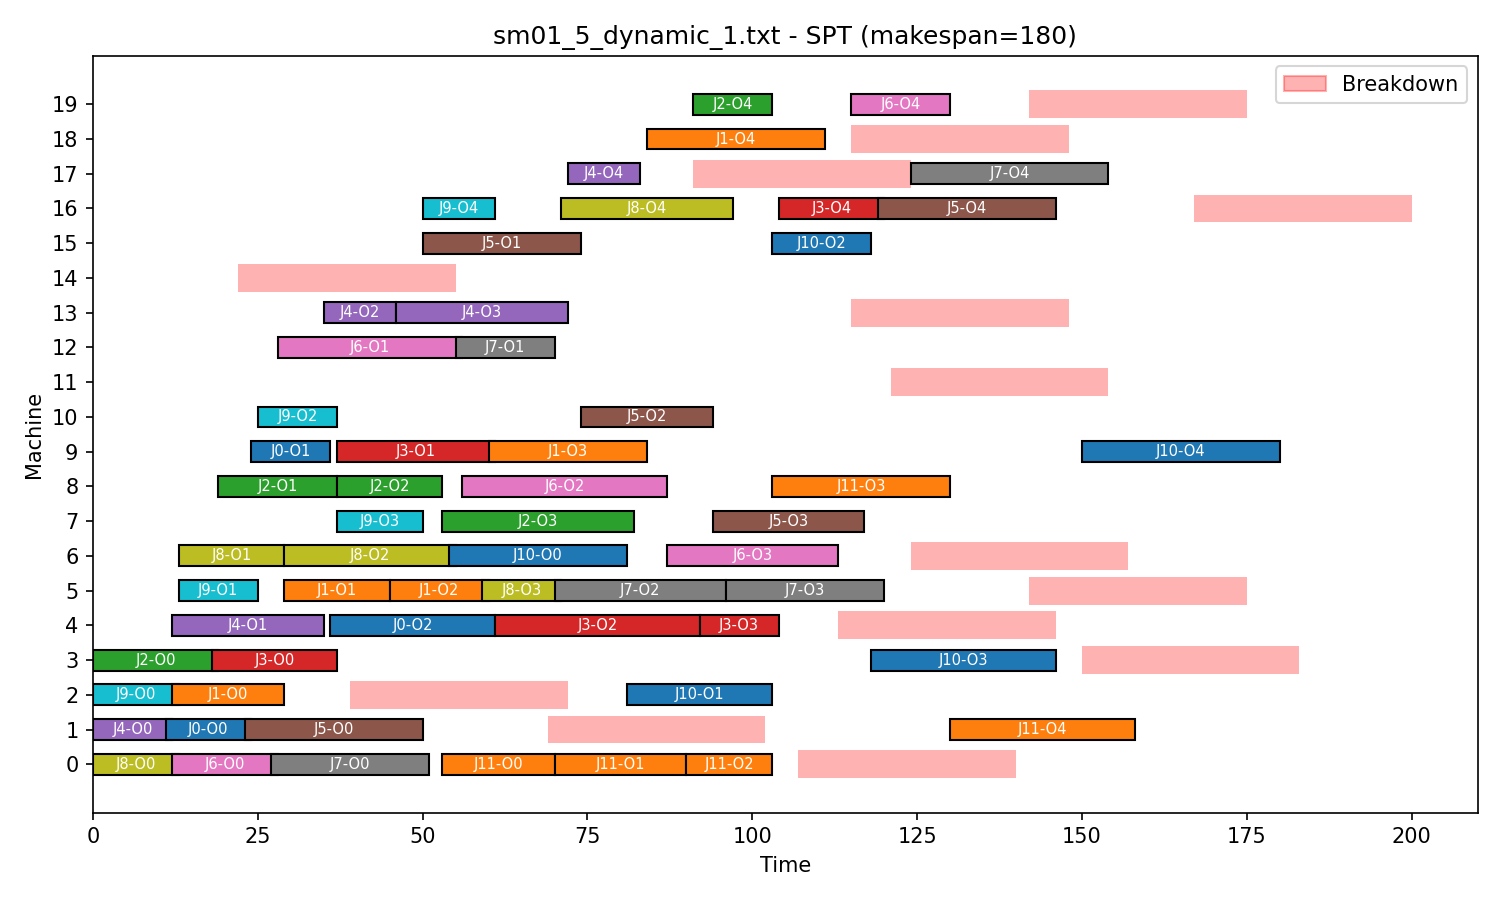 sm01_5_dynamic_1.txt - SPT (makespan=180)
Breakdown
19 J2-O4 J6-O4
18 J1-O4
17 J4-O4 J7-O4
16 J9-O4 J8-O4 J3-O4 J5-O4
15 J5-O1 J10-O2
14
13 J4-O2 J4-O3
12 J6-O1 J7-O1
11
10 J9-O2 J5-O2
9 J0-O1 J3-O1 J1-O3 J10-O4
8 J2-O1 J2-O2 J6-O2 J11-O3
7 J9-O3 J2-O3 J5-O3
6 J8-O1 J8-O2 J10-O0 J6-O3
5 J9-O1 J1-O1 J1-O2 J8-O3 J7-O2 J7-O3
4 J4-O1 J0-O2 J3-O2 J3-O3
3 J2-O0 J3-O0 J10-O3
2 J9-O0 J1-O0 J10-O1
1 J4-O0 J0-O0 J5-O0 J11-O4
0 J8-O0 J6-O0 J7-O0 J11-O0 J11-O1 J11-O2
Machine
0 25 50 75 100 125 150 175 200
Time